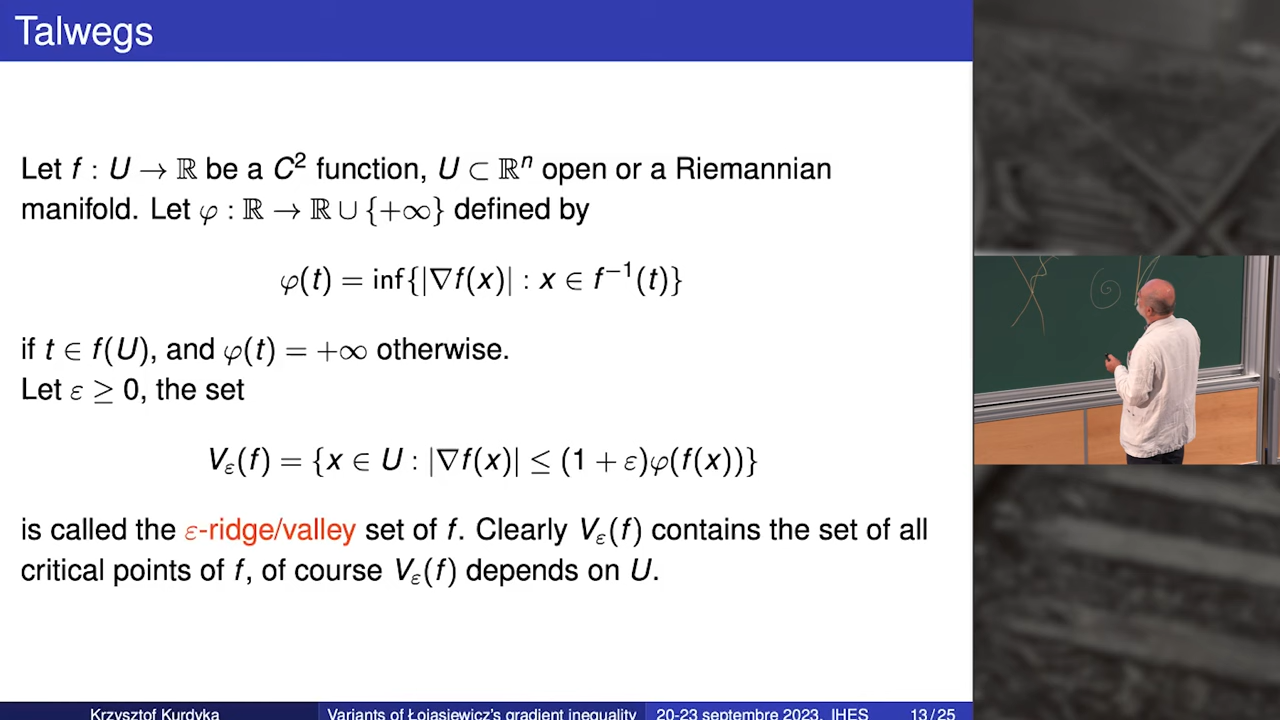 Talwegs
Let f : U → ℝ be a C² function, U ⊂ ℝⁿ open or a Riemannian
manifold. Let φ : ℝ → ℝ ∪ {+∞} defined by
φ(t) = inf{|∇f(x)| : x ∈ f⁻¹(t)}
if t ∈ f(U), and φ(t) = +∞ otherwise.
Let ε ≥ 0, the set
V_ε(f) = {x ∈ U : |∇f(x)| ≤ (1 + ε)φ(f(x))}
is called the ε-ridge/valley set of f. Clearly V_ε(f) contains the set of all
critical points of f, of course V_ε(f) depends on U.
Krzysztof Kurdyka Variants of Łojasiewicz's gradient inequality 20-23 septembre 2023, IHES 13 / 25